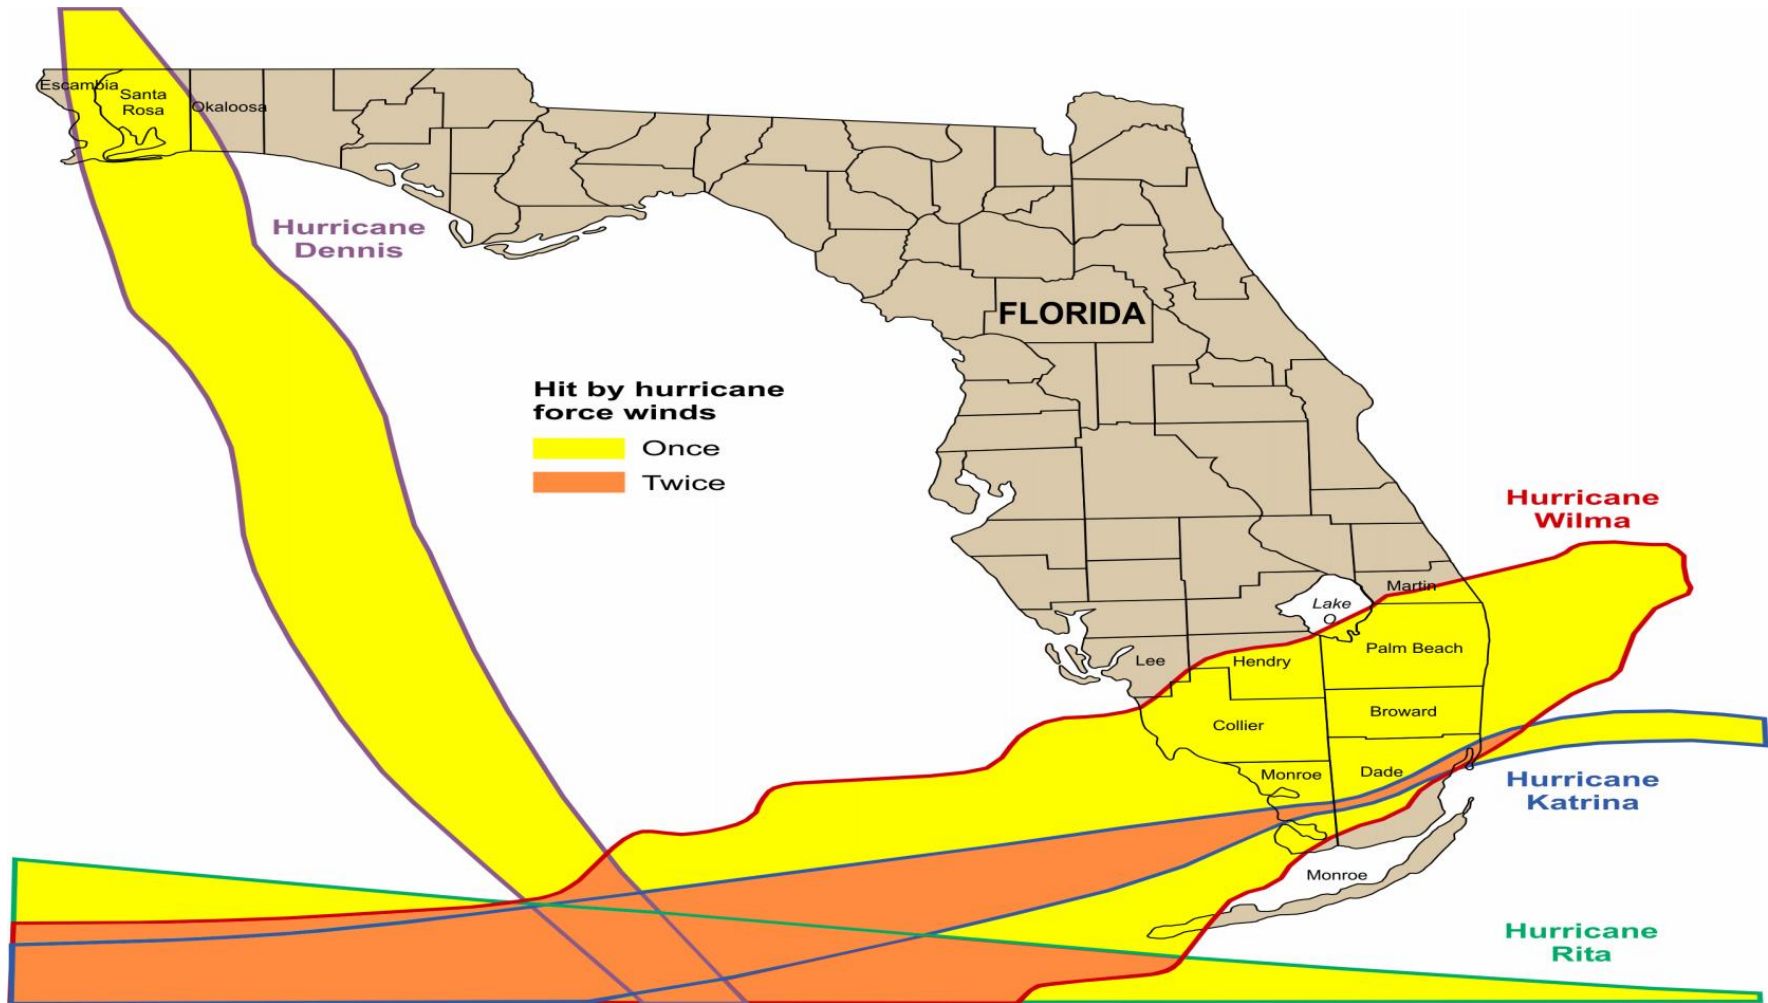 Escambia
Santa
Rosa
Okaloosa
Hurricane
Dennis
FLORIDA
Hit by hurricane
force winds
Once
Twice
Hurricane
Wilma
Martin
Lake
O
Palm Beach
Lee
Hendry
Broward
Collier
Monroe
Dade
Hurricane
Katrina
Monroe
Hurricane
Rita